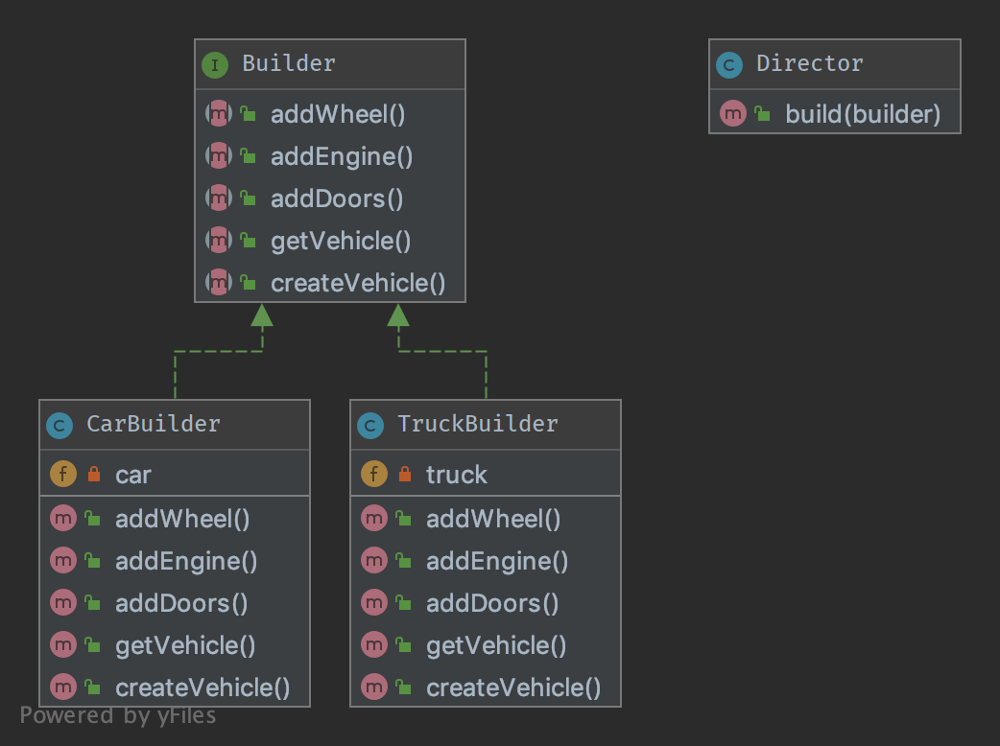 Builder
addWheel()
addEngine()
addDoors()
getVehicle()
createVehicle()
Director
build(builder)
CarBuilder
car
addWheel()
addEngine()
addDoors()
getVehicle()
createVehicle()
TruckBuilder
truck
addWheel()
addEngine()
addDoors()
getVehicle()
createVehicle()
Powered by yFiles